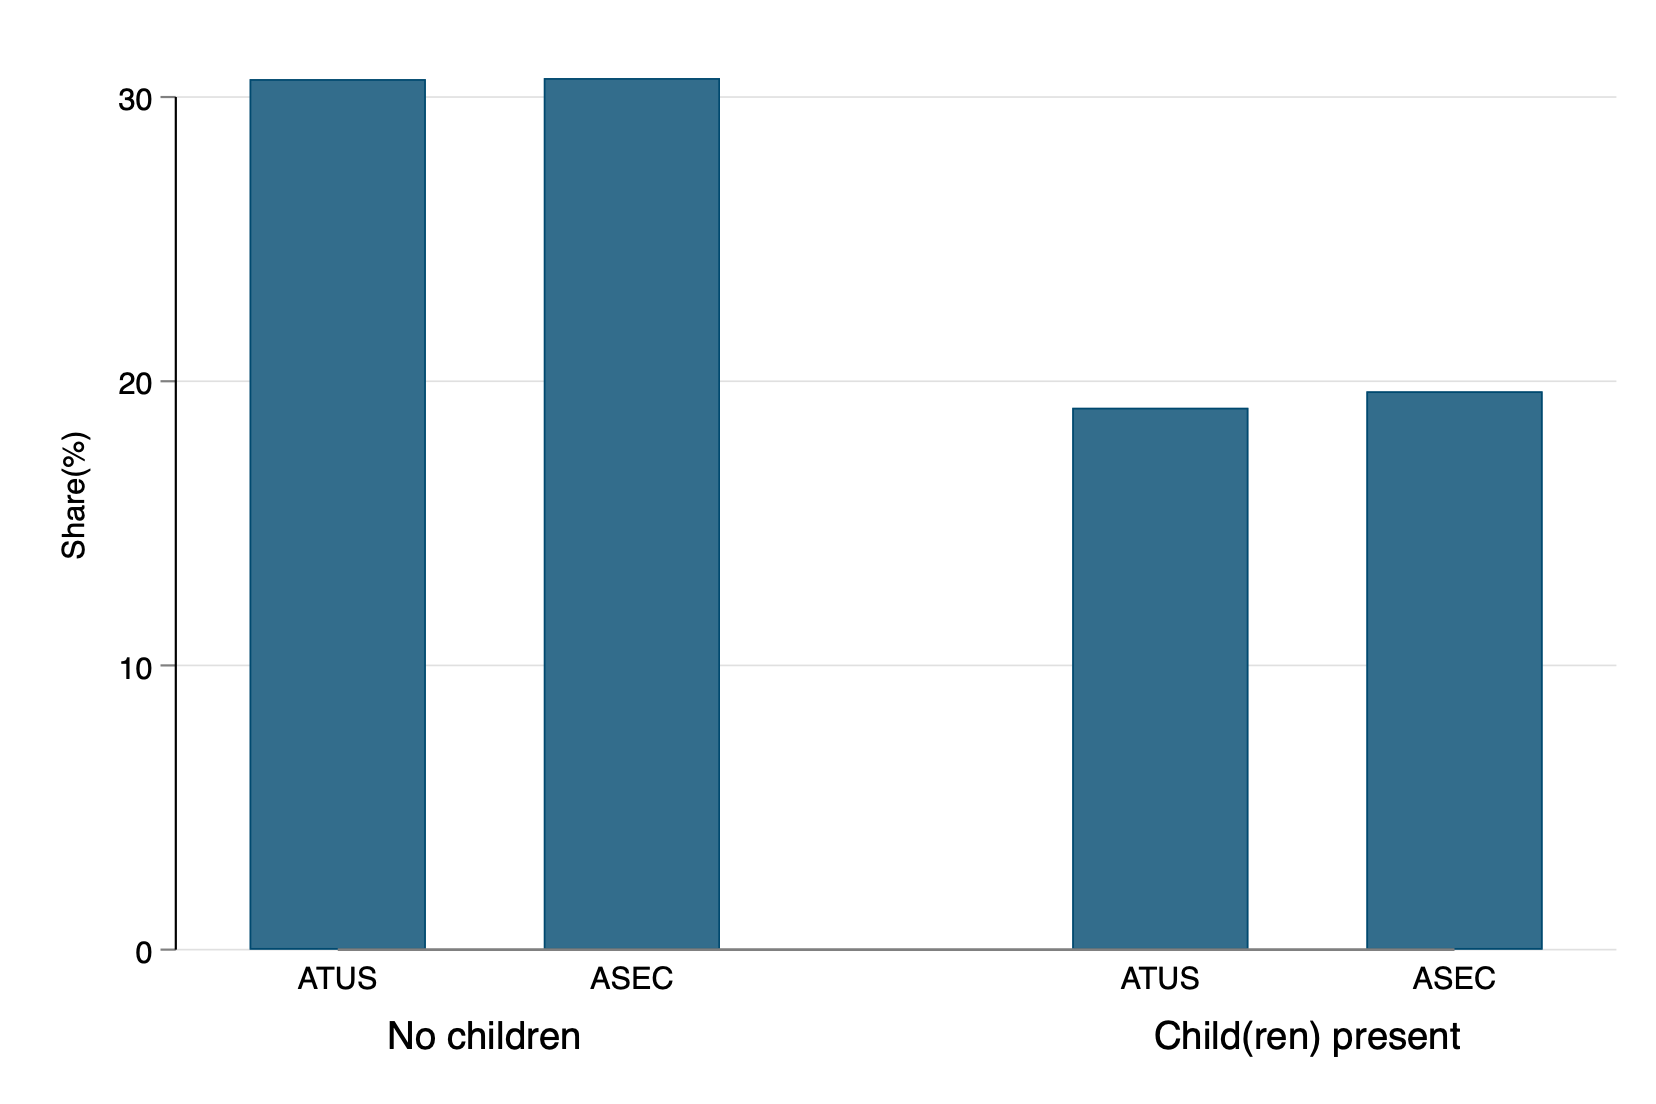 30
20
10
0
Share(%)
ATUS
ASEC
ATUS
ASEC
No children
Child(ren) present